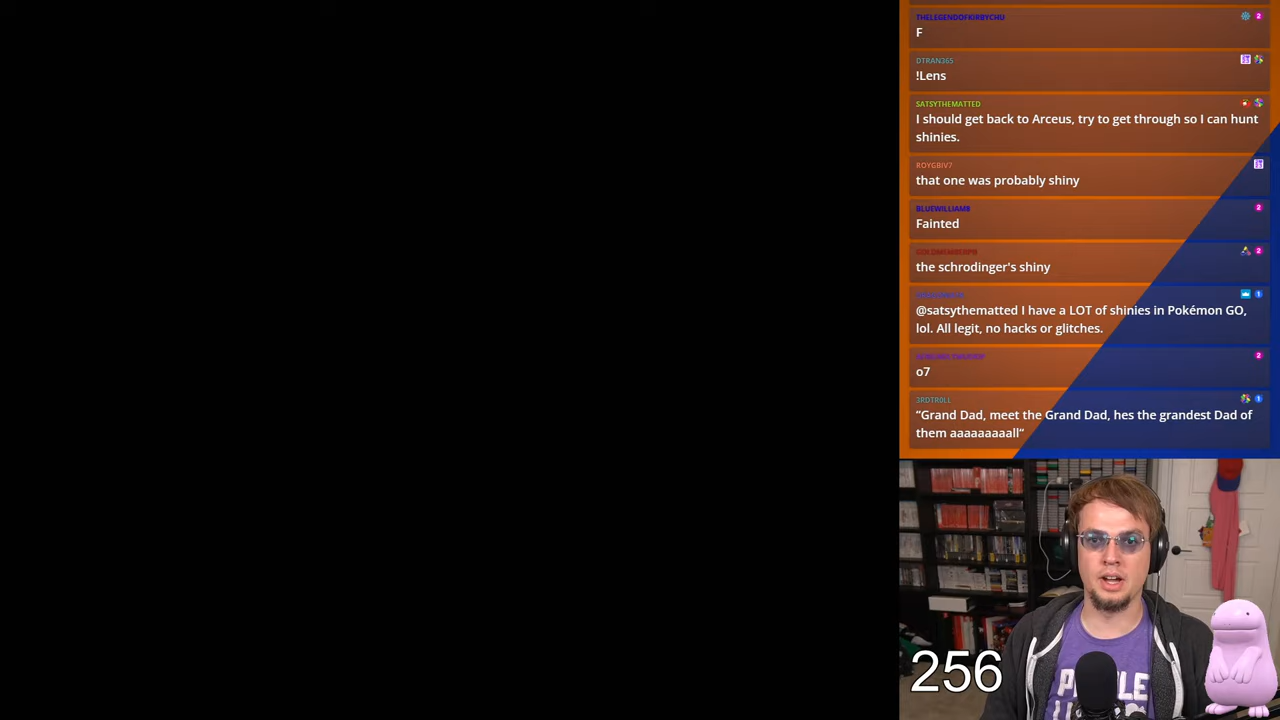 THELEGENDOFKIRBYCHU
F
DTRAN365
!Lens
SATSYTHEMATTED
I should get back to Arceus, try to get through so I can hunt
shinies.
ROYGBIV7
that one was probably shiny
BLUEWILLIAM8
Fainted
the schrodinger's shiny
@satsythematted I have a LOT of shinies in Pokémon GO,
lol. All legit, no hacks or glitches.
o7
3RDTR0LL
“Grand Dad, meet the Grand Dad, hes the grandest Dad of
them aaaaaaaaall“
256